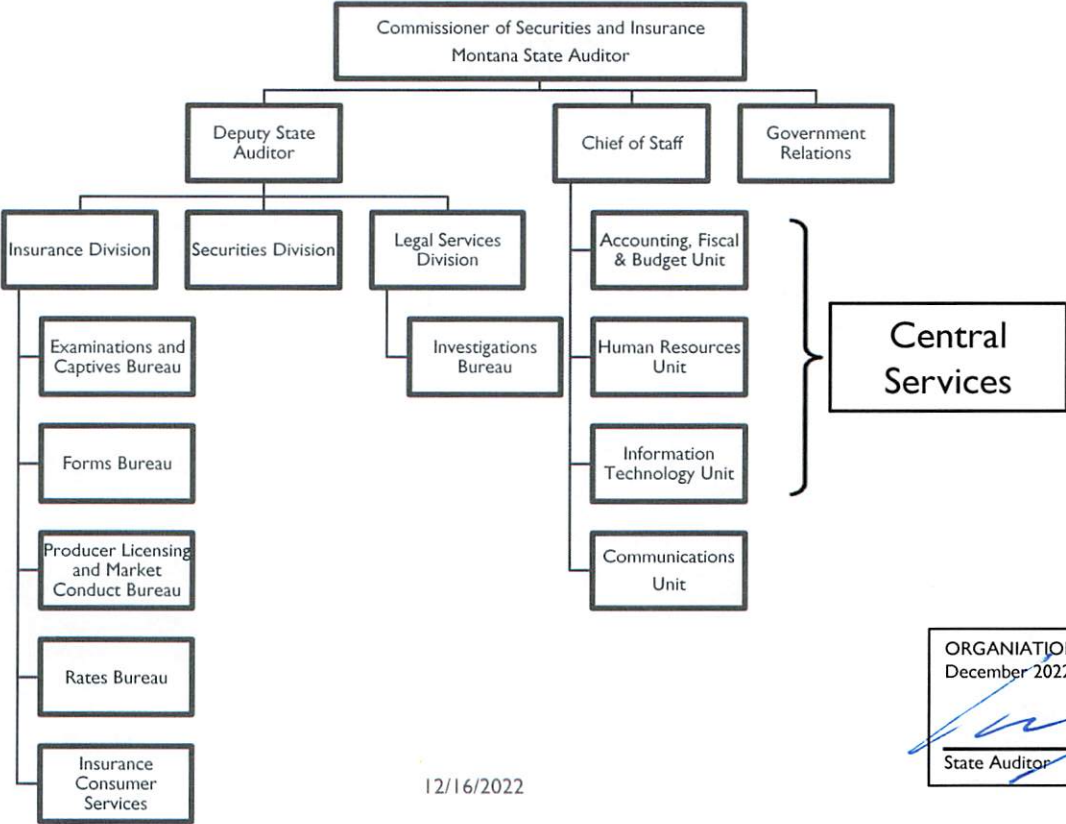 Commissioner of Securities and Insurance
Montana State Auditor
Deputy State
Auditor
Chief of Staff
Government
Relations
Insurance Division
Securities Division
Legal Services
Division
Accounting, Fiscal
& Budget Unit
Examinations and
Captives Bureau
Investigations
Bureau
Human Resources
Unit
Central
Services
Forms Bureau
Information
Technology Unit
Producer Licensing
and Market
Conduct Bureau
Communications
Unit
Rates Bureau
Insurance
Consumer
Services
12/16/2022
ORGANIATIO
December 2022
State Auditor